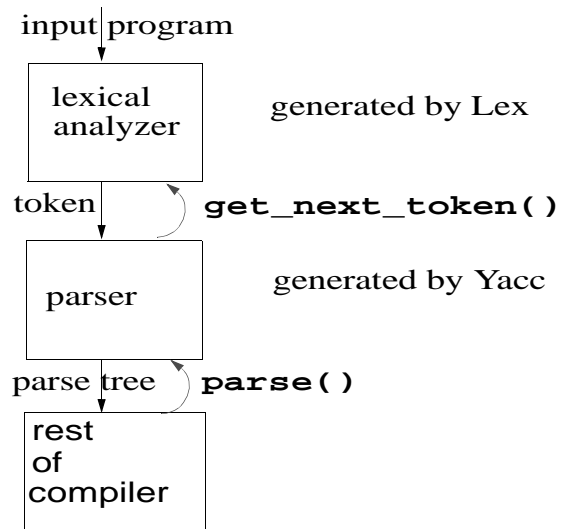 input program
lexical
analyzer
generated by Lex
token
get_next_token()
parser
generated by Yacc
parse tree
parse()
rest
of
compiler